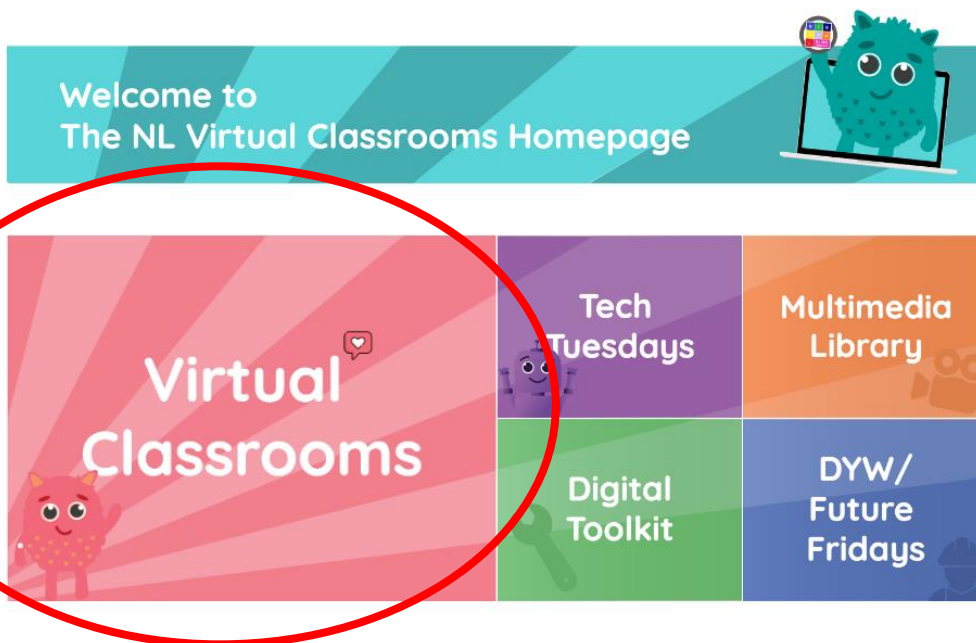 Welcome to
The NL Virtual Classrooms Homepage
Virtual
Classrooms
Tech
Tuesdays
Multimedia
Library
Digital
Toolkit
DYW/
Future
Fridays